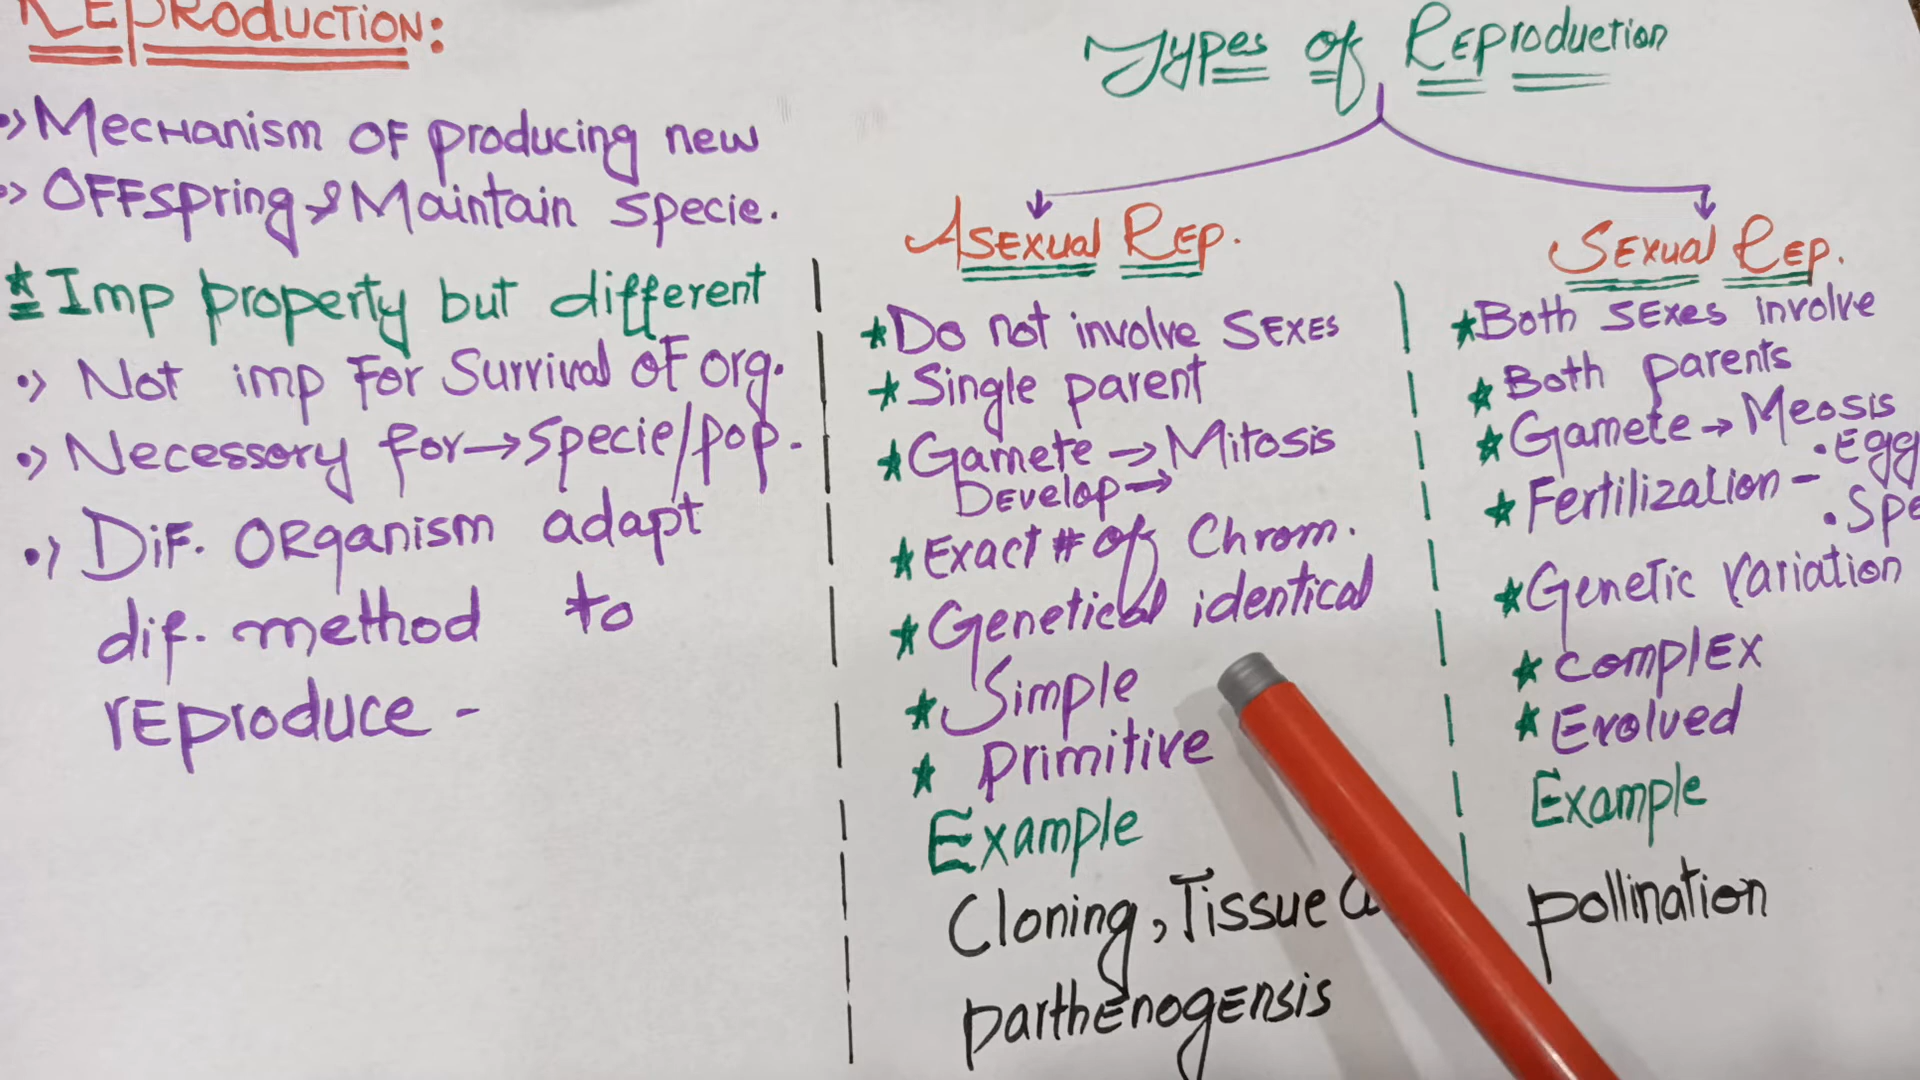 REPRODUCTION:
Mechanism OF producing new
OFFspring & Maintain specie.
Imp property but different
Not imp For Survival of org.
Necessory for→specie/pop.
Dif. ORganism adapt
dif. method to
rEproduce -
Types of Reproduction
Asexual Rep.
Do not involve SEXES
Single parent
Gamete → Mitosis
Develop→
Exact # of Chrom.
Genetical identical
Simple
primitive
Example
Cloning, Tissue
parthenogensis
Sexual Rep.
Both sexes involve
Both parents
Gamete → Meosis
Fertilization - . Egg
. Spe
Genetic variation
complex
Evolved
Example
pollination